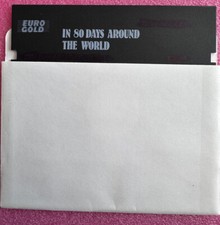 EURO
GOLD
IN 80 DAYS AROUND
THE WORLD